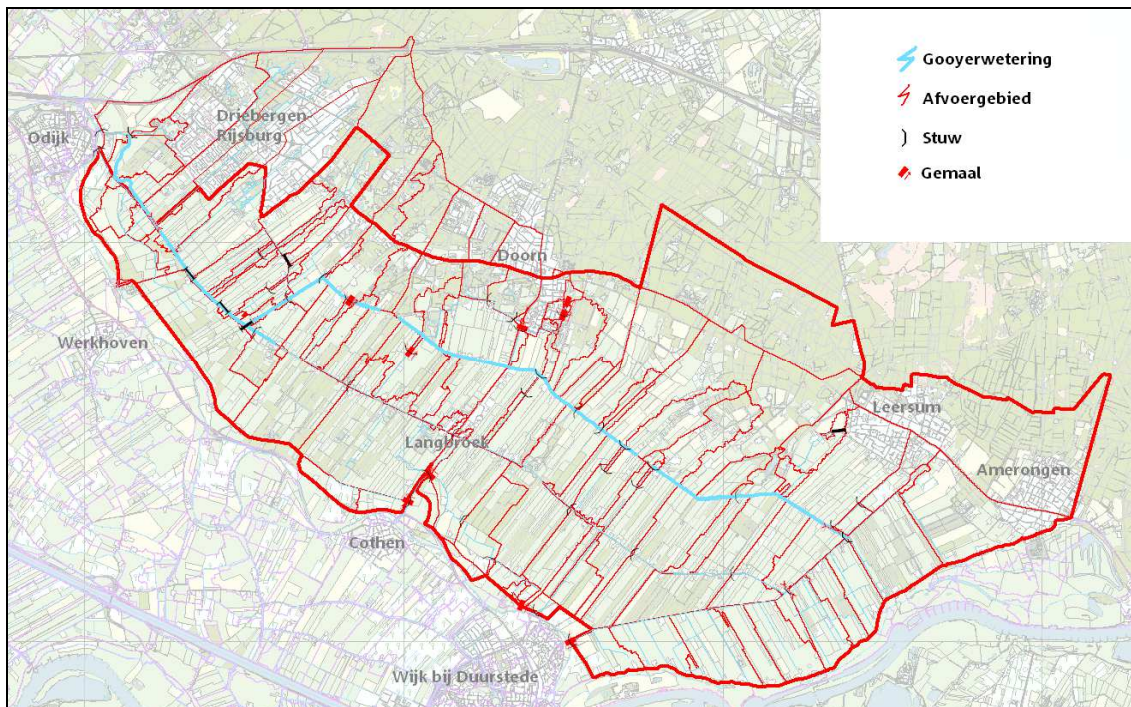 Gooyerwetering
Afvoergebied
Stuw
Gemaal
Driebergen-
Rijsburg
Odijk
Doorn
Werkhoven
Leersum
Langbroek
Amerongen
Cothen
Wijk bij Duurstede